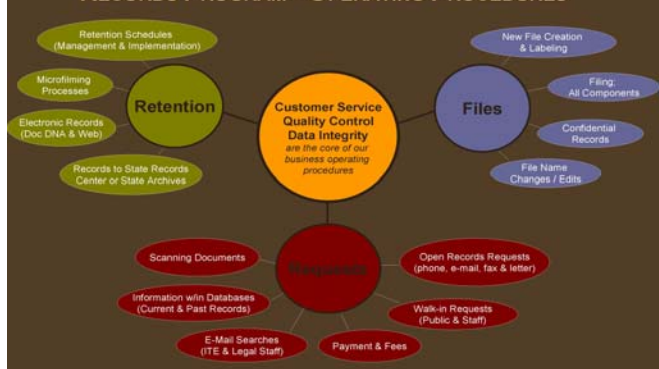 RECORDS PROGRAM – OPERATING PROCEDURES
Retention Schedules
(Management & Implementation)
Microfilming
Processes
Electronic Records
(Doc DNA & Web)
Records to State Records
Center or State Archives
Retention
Customer Service
Quality Control
Data Integrity
are the core of our
business operating
procedures
Files
New File Creation
& Labeling
Filing;
All Components
Confidential
Records
File Name
Changes / Edits
Requests
Scanning Documents
Information w/in Databases
(Current & Past Records)
E-Mail Searches
(ITE & Legal Staff)
Payment & Fees
Walk-in Requests
(Public & Staff)
Open Records Requests
(phone, e-mail, fax & letter)